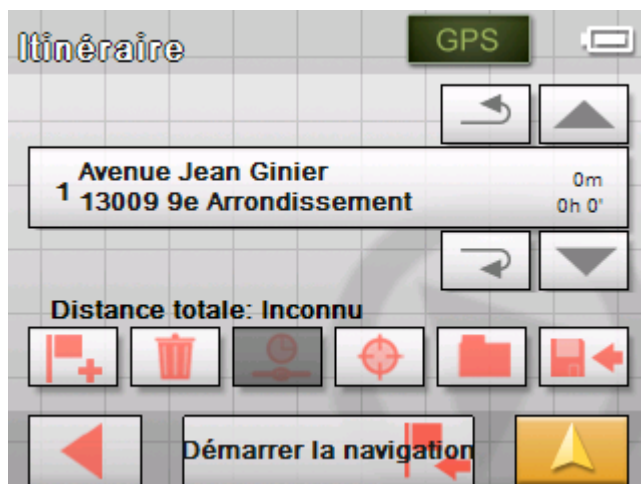 Itinéraire
GPS
1 Avenue Jean Ginier
13009 9e Arrondissement
0m
0h 0'
Distance totale: Inconnu
Démarrer la navigation